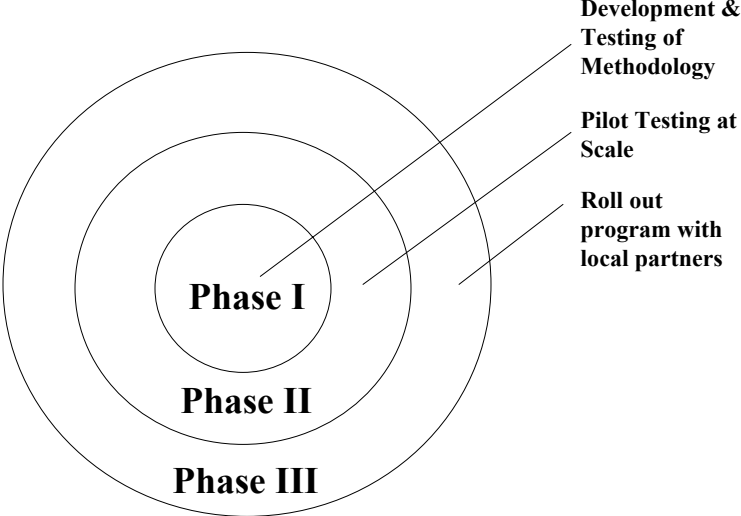 Development &
Testing of
Methodology
Pilot Testing at
Scale
Roll out
program with
local partners
Phase I
Phase II
Phase III